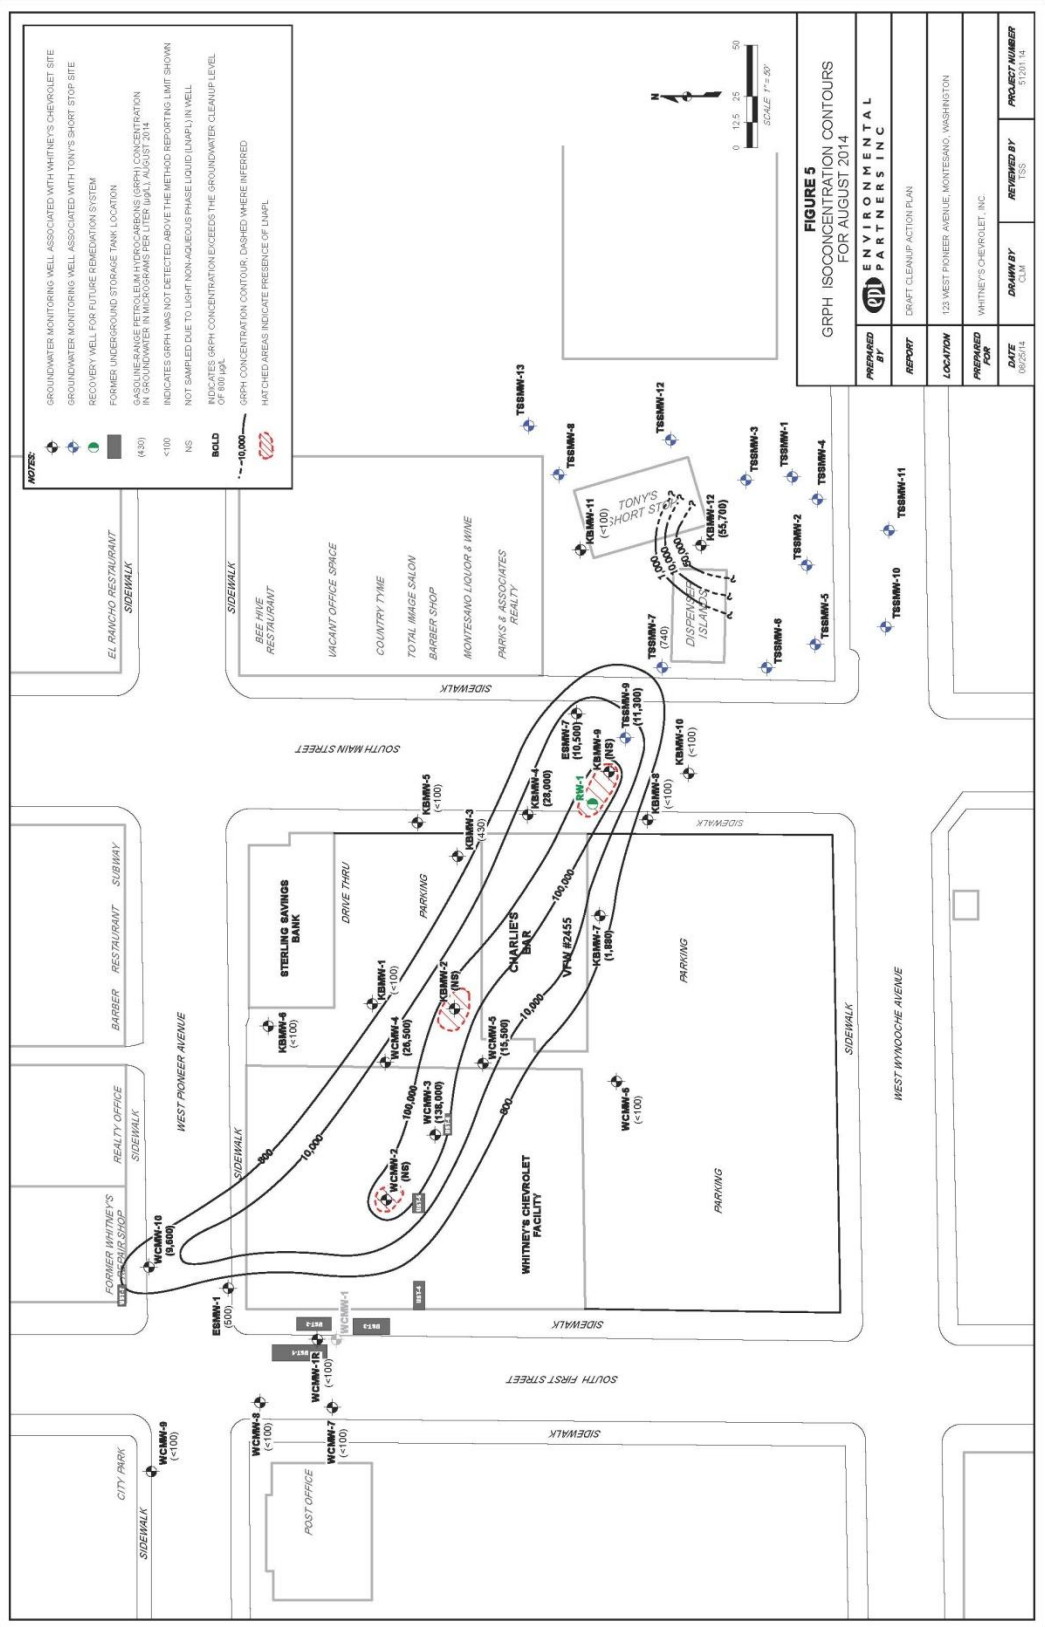 NOTES:
GROUNDWATER MONITORING WELL ASSOCIATED WITH WHITNEY'S CHEVROLET SITE
GROUNDWATER MONITORING WELL ASSOCIATED WITH TONY'S SHORT STOP SITE
RECOVERY WELL FOR FUTURE REMEDIATION SYSTEM
FORMER UNDERGROUND STORAGE TANK LOCATION
(430) GASOLINE-RANGE PETROLEUM HYDROCARBONS (GRPH) CONCENTRATION
IN GROUNDWATER IN MICROGRAMS PER LITER (µg/L), AUGUST 2014
<100 INDICATES GRPH WAS NOT DETECTED ABOVE THE METHOD REPORTING LIMIT SHOWN
NS NOT SAMPLED DUE TO LIGHT NON-AQUEOUS PHASE LIQUID (LNAPL) IN WELL
BOLD INDICATES GRPH CONCENTRATION EXCEEDS THE GROUNDWATER CLEANUP LEVEL
OF 800 µg/L
10,000 GRPH CONCENTRATION CONTOUR, DASHED WHERE INFERRED
HATCHED AREAS INDICATE PRESENCE OF LNAPL
N
0 12.5 25 50
SCALE 1" = 50'
CITY PARK
SIDEWALK
WCMW-9
(<100)
FORMER WHITNEY'S
REPAIR SHOP
REALTY OFFICE
SIDEWALK
BARBER
RESTAURANT
SUBWAY
EL RANCHO RESTAURANT
SIDEWALK
WCMW-10
(9,600)
WEST PIONEER AVENUE
ESMW-1
(500)
SIDEWALK
SIDEWALK
WCMW-8
(<100)
WCMW-7
(<100)
POST OFFICE
SIDEWALK
SOUTH FIRST STREET
UST-1
UST-2
UST-3
UST-4
WCMW-1
WCMW-1R
(<100)
SIDEWALK
800
10,000
WCMW-2
(NS)
WCMW-3
(138,000)
100,000
WCMW-4
(26,500)
WCMW-5
(15,500)
WCMW-6
(<100)
WHITNEY'S CHEVROLET
FACILITY
PARKING
800
10,000
100,000
KBMW-6
(<100)
STERLING SAVINGS
BANK
DRIVE THRU
KBMW-1
(<100)
KBMW-2
(NS)
PARKING
KBMW-3
(430)
KBMW-5
(<100)
KBMW-4
(28,000)
CHARLIE'S
BAR
VFW #2455
KBMW-7
(1,880)
PARKING
SIDEWALK
SIDEWALK
KBMW-8
(<100)
RW-1
KBMW-9
(NS)
ESMW-7
(10,500)
TSSMW-9
(11,300)
KBMW-10
(<100)
SOUTH MAIN STREET
SIDEWALK
BEE HIVE
RESTAURANT
VACANT OFFICE SPACE
COUNTRY TYME
TOTAL IMAGE SALON
BARBER SHOP
MONTESANO LIQUOR & WINE
PARKS & ASSOCIATES
REALTY
TSSMW-7
(740)
KBMW-11
(<100)
TSSMW-8
TSSMW-13
TSSMW-12
TONY'S
SHORT STOP
DISPENSER
ISLANDS
1,000
10,000
50,000
?
?
?
?
?
?
KBMW-12
(55,700)
TSSMW-3
TSSMW-1
TSSMW-4
TSSMW-2
TSSMW-5
TSSMW-6
TSSMW-10
TSSMW-11
WEST WYNOOCHE AVENUE
FIGURE 5
GRPH ISOCONCENTRATION CONTOURS
FOR AUGUST 2014
PREPARED
BY
epi ENVIRONMENTAL
PARTNERS INC
REPORT DRAFT CLEANUP ACTION PLAN
LOCATION 123 WEST PIONEER AVENUE, MONTESANO, WASHINGTON
PREPARED
FOR
WHITNEY'S CHEVROLET, INC.
DATE
DRAWN BY
CLM
REVIEWED BY
TSS
PROJECT NUMBER